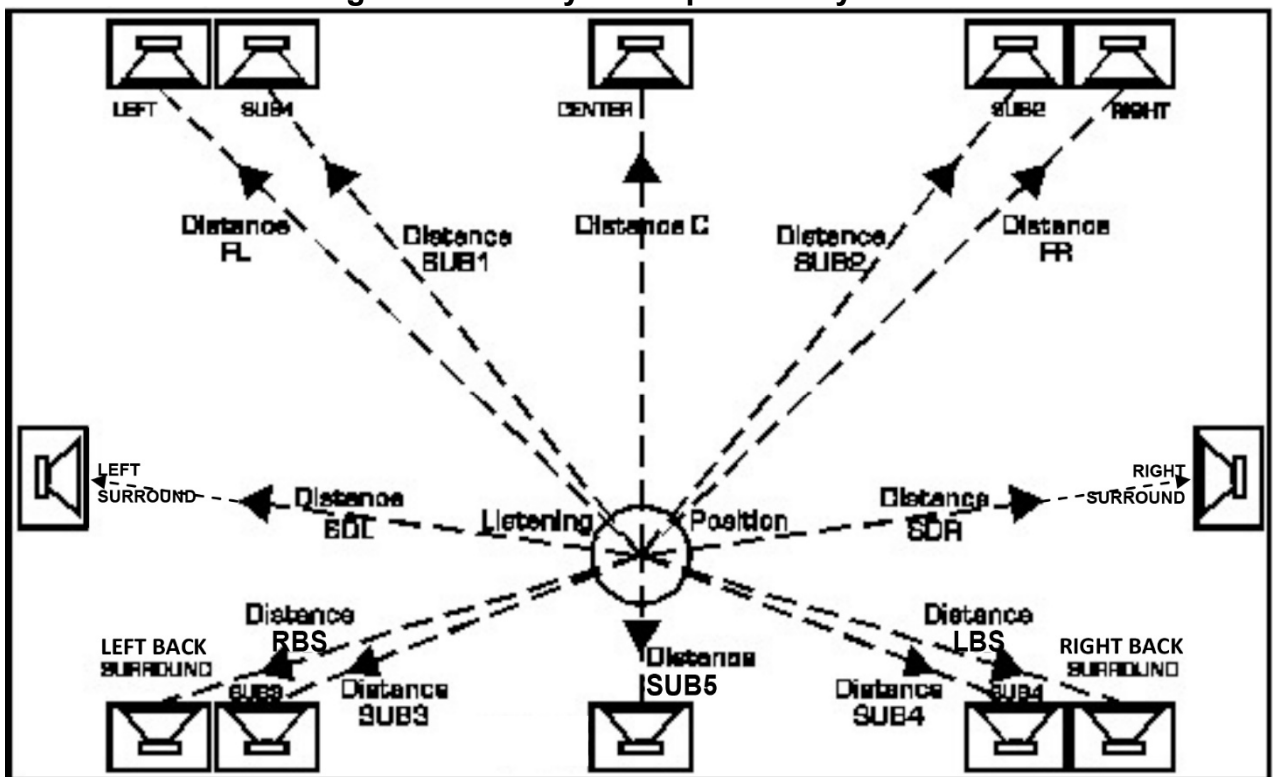 LEFT
SUB1
CENTER
SUB2
RIGHT
Distance
FL
Distance
SUB1
Distance C
Distance
SUB2
Distance
FR
LEFT
SURROUND
Distance
SDL
Listening Position
Distance
SDR
RIGHT
SURROUND
Distance
RBS
LEFT BACK
SURROUND
SUB3
Distance
SUB3
Distance
SUB5
Distance
LBS
RIGHT BACK
SURROUND
SUB4
Distance
SUB4